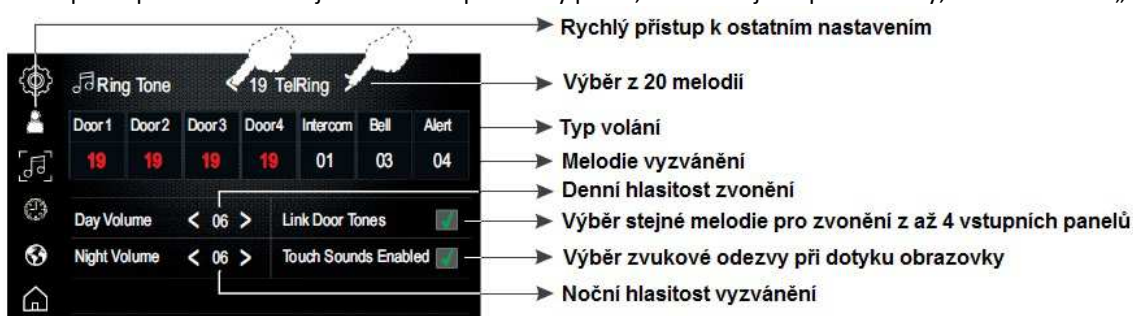 Rychlý přístup k ostatním nastavením
Ring Tone < 19 TelRing >
Výběr z 20 melodií
Door1 Door2 Door3 Door4 Intercom Bell Alert
Typ volání
19 19 19 19 01 03 04
Melodie vyzvánění
Denní hlasitost zvonění
Day Volume < 06 > Link Door Tones
Výběr stejné melodie pro zvonění z až 4 vstupních panelů
Night Volume < 06 > Touch Sounds Enabled
Výběr zvukové odezvy při dotyku obrazovky
Noční hlasitost vyzvánění